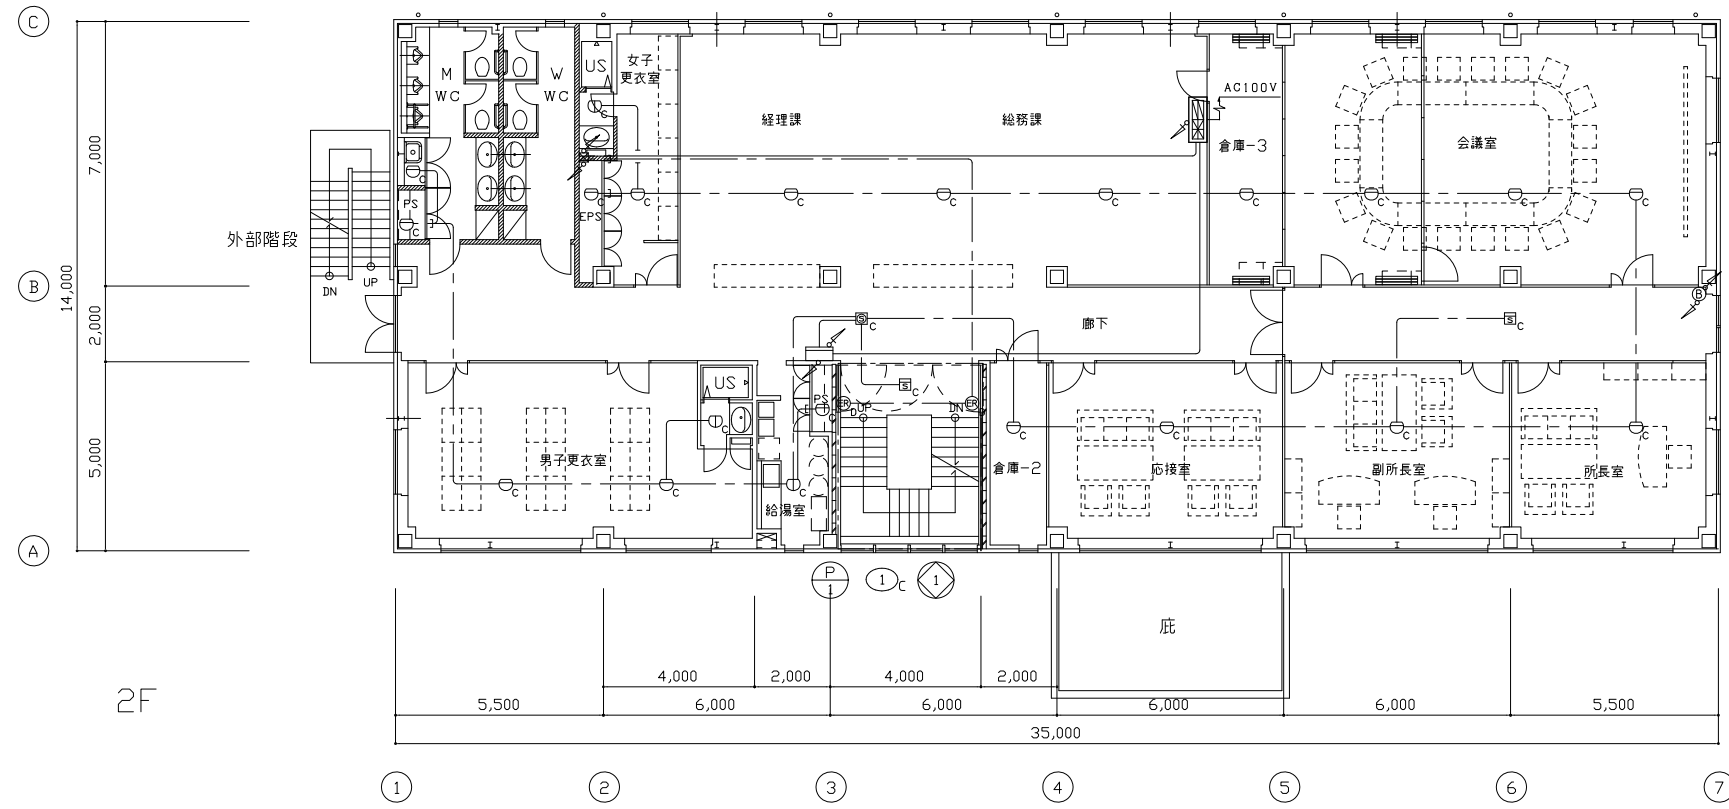 C
US
女子
更衣室
M
WC
W
WC
C
AC100V
経理課
総務課
倉庫-3
会議室
7,000
C
PS
C
C
C
C
C
C
C
C
C
C
EPS
外部階段
DN
UP
B
14,000
B
2,000
S
C
廊下
S
C
US
S
C
PS
C
ER
UP
D
DN
ER
C
C
C
C
C
5,000
男子更衣室
C
C
C
給湯室
倉庫-2
応接室
副所長室
所長室
A
P
1
1
C
1
庇
2F
4,000
2,000
4,000
2,000
5,500
6,000
6,000
6,000
6,000
5,500
35,000
1
2
3
4
5
6
7